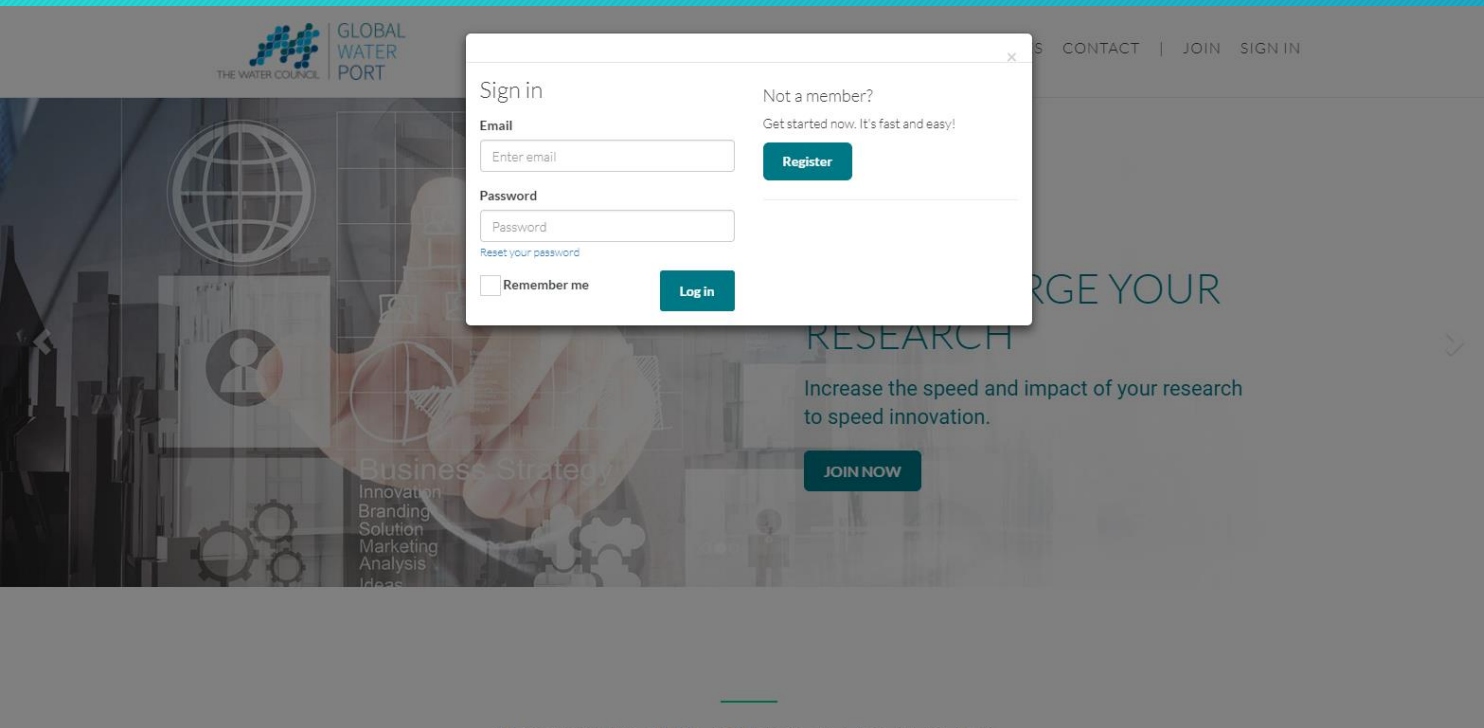 GLOBAL
WATER
PORT
THE WATER COUNCIL
CONTACT | JOIN SIGN IN
×
Sign in
Email
Enter email
Password
Password
Reset your password
Remember me
Log in
Not a member?
Get started now. It's fast and easy!
Register
RGE YOUR
RESEARCH
Increase the speed and impact of your research
to speed innovation.
JOIN NOW
Business Strategy
Innovation
Branding
Solution
Marketing
Analysis
Ideas